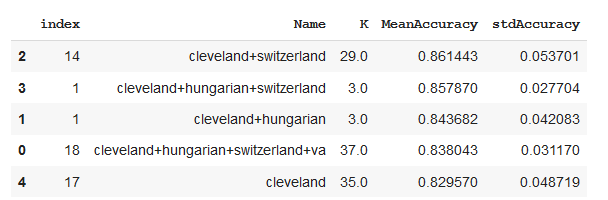 index Name K MeanAccuracy stdAccuracy
2 14 cleveland+switzerland 29.0 0.861443 0.053701
3 1 cleveland+hungarian+switzerland 3.0 0.857870 0.027704
1 1 cleveland+hungarian 3.0 0.843682 0.042083
0 18 cleveland+hungarian+switzerland+va 37.0 0.838043 0.031170
4 17 cleveland 35.0 0.829570 0.048719